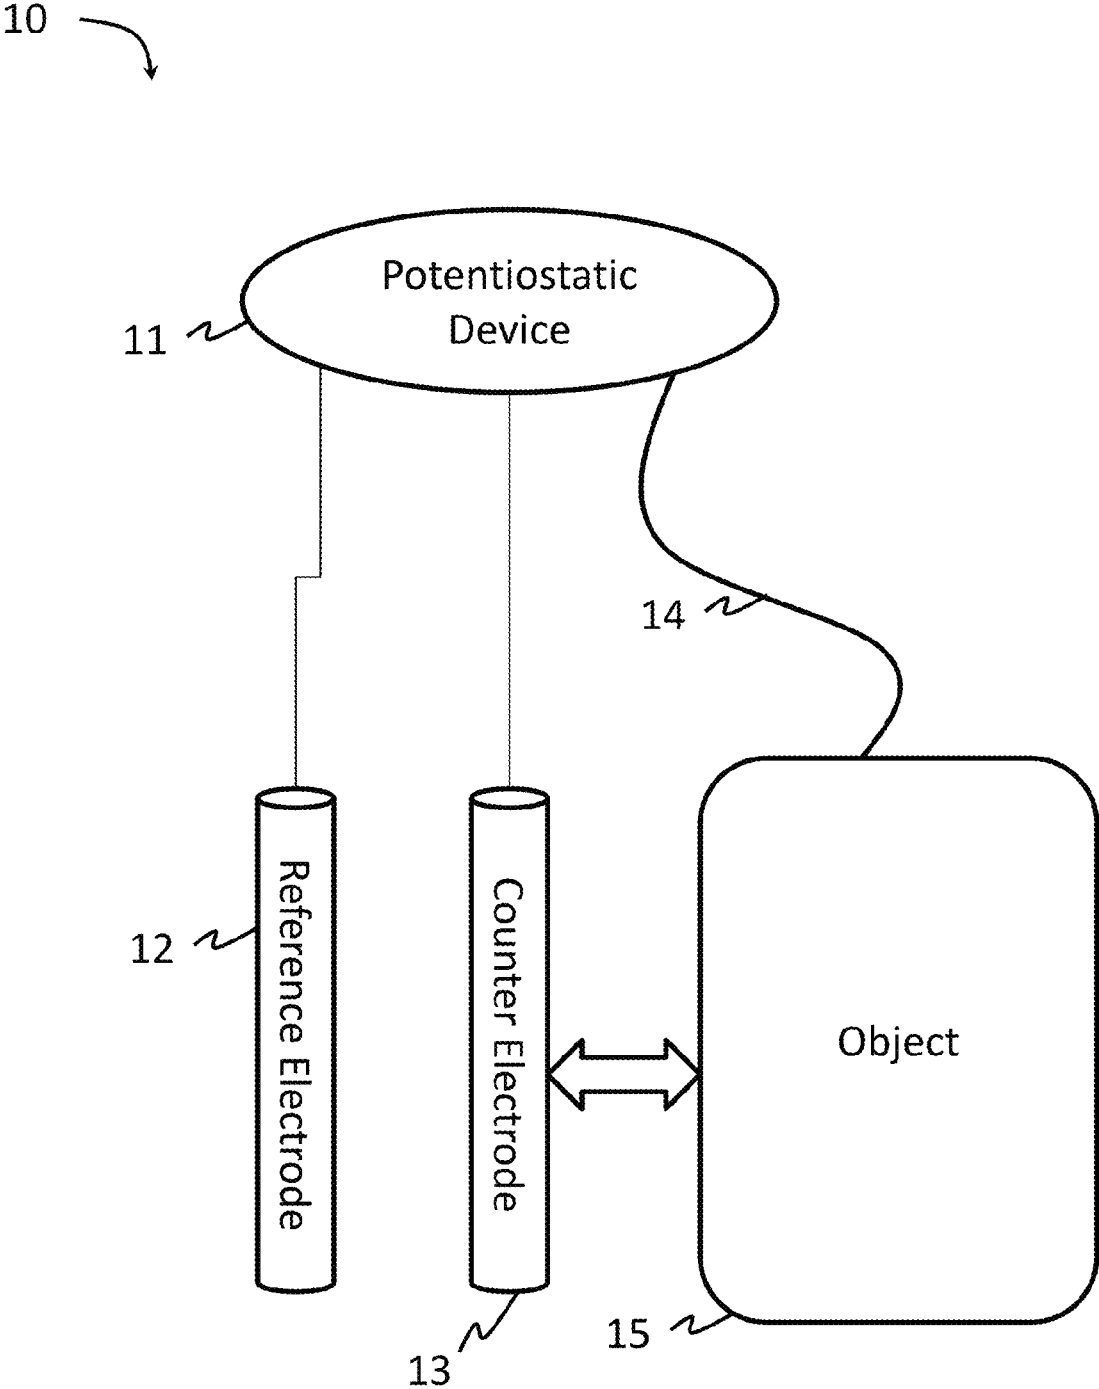 10
Potentiostatic
Device
11
14
Reference Electrode
Counter Electrode
12
Object
15
13